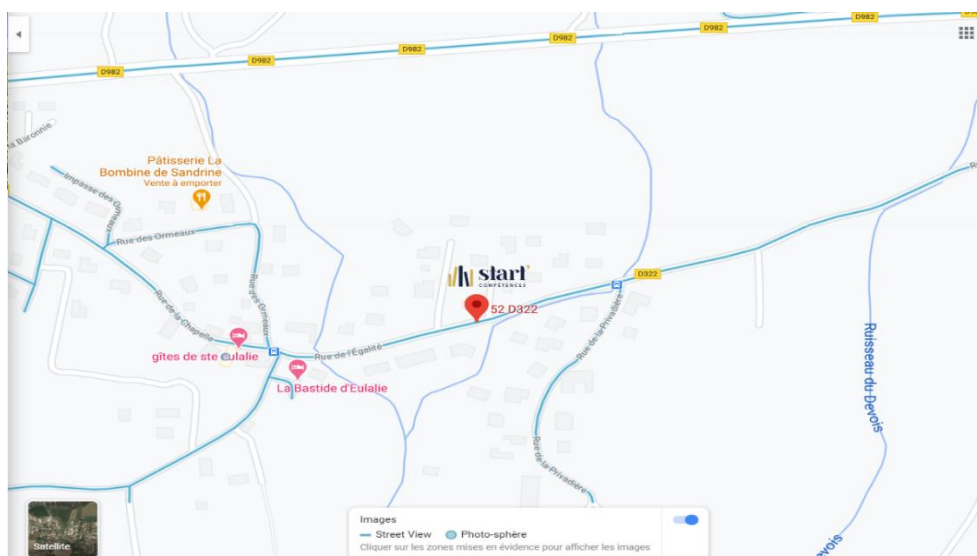 D982
D982
D982
D982
D982
a Baronnie
Pâtisserie La
Bombine de Sandrine
Vente à emporter
Impasse des Ormeaux
Rue des Ormeaux
Rue des Ormeaux
Rue de la Chapelle
start
COMPÉTENCES
D322
52 D322
gîtes de ste eulalie
Rue de l'Égalité
La Bastide d'Eulalie
Rue de la Privadière
Rue de la Privadière
Ruisseau du Devois
Devois
Satellite
Images
Street View
Photo-sphère
Cliquer sur les zones mises en évidence pour afficher les images